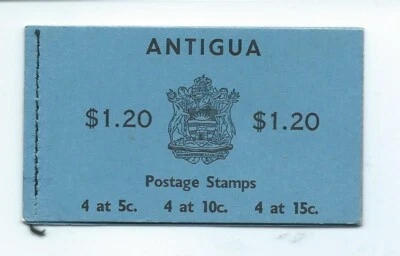 ANTIGUA
$1.20 $1.20
Postage Stamps
4 at 5c. 4 at 10c. 4 at 15c.